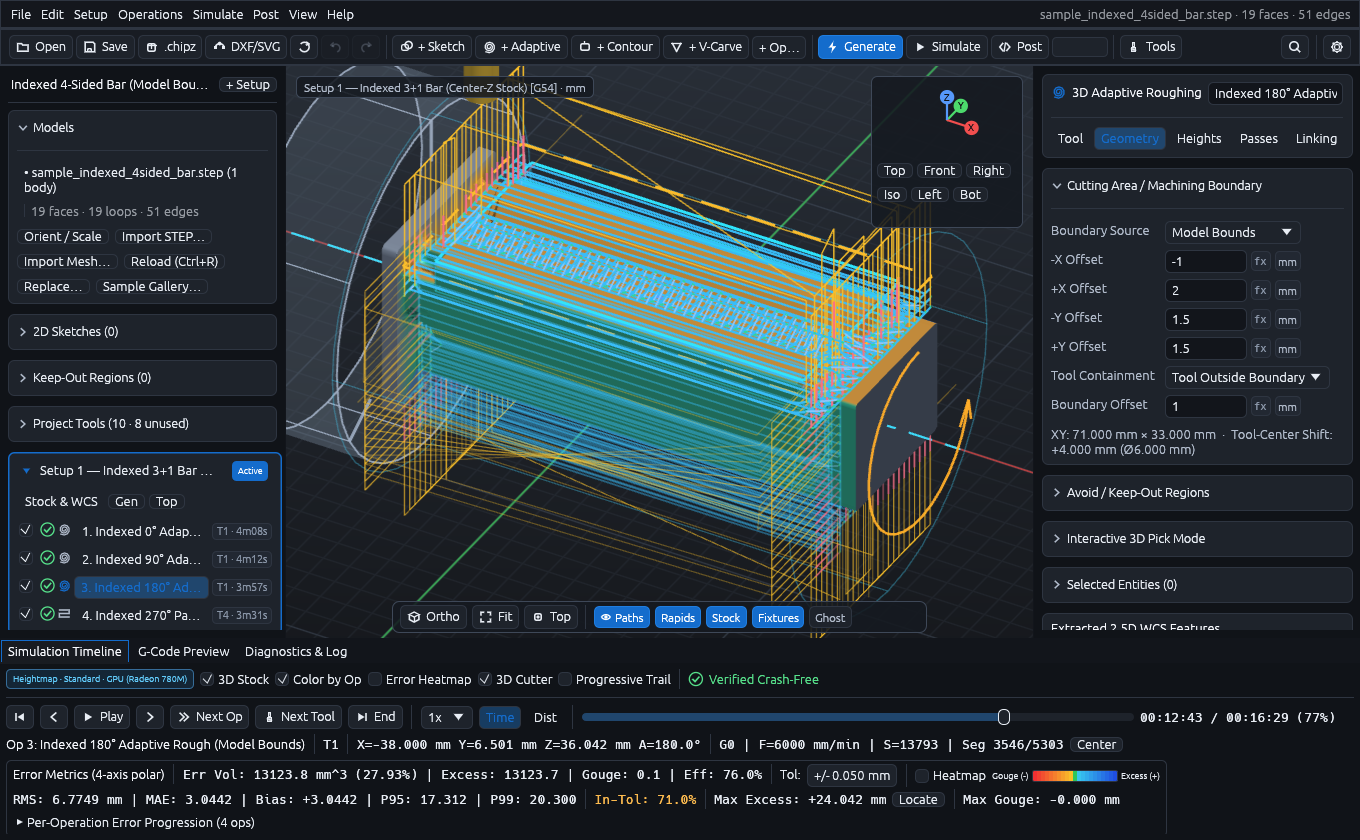 File Edit Setup Operations Simulate Post View Help
sample_indexed_4sided_bar.step · 19 faces · 51 edges
Open Save .chipz DXF/SVG + Sketch + Adaptive + Contour + V-Carve + Op... Generate Simulate Post Tools
Indexed 4-Sided Bar (Model Bou... + Setup
Models
• sample_indexed_4sided_bar.step (1
body)
19 faces · 19 loops · 51 edges
Orient / Scale Import STEP...
Import Mesh... Reload (Ctrl+R)
Replace... Sample Gallery...
2D Sketches (0)
Keep-Out Regions (0)
Project Tools (10 · 8 unused)
Setup 1 — Indexed 3+1 Bar ... Active
Stock & WCS Gen Top
1. Indexed 0° Adap... T1 · 4m08s
2. Indexed 90° Ada... T1 · 4m12s
3. Indexed 180° Ad... T1 · 3m57s
4. Indexed 270° Pa... T4 · 3m31s
Setup 1 — Indexed 3+1 Bar (Center-Z Stock) [G54] · mm
Z
Y
X
Top Front Right
Iso Left Bot
Ortho Fit Top Paths Rapids Stock Fixtures Ghost
3D Adaptive Roughing Indexed 180° Adaptiv
Tool Geometry Heights Passes Linking
Cutting Area / Machining Boundary
Boundary Source Model Bounds
-X Offset -1 fx mm
+X Offset 2 fx mm
-Y Offset 1.5 fx mm
+Y Offset 1.5 fx mm
Tool Containment Tool Outside Boundary
Boundary Offset 1 fx mm
XY: 71.000 mm × 33.000 mm · Tool-Center Shift:
+4.000 mm (Ø6.000 mm)
Avoid / Keep-Out Regions
Interactive 3D Pick Mode
Selected Entities (0)
Extracted 2.5D WCS Features
Simulation Timeline G-Code Preview Diagnostics & Log
Heightmap · Standard · GPU (Radeon 780M) 3D Stock Color by Op Error Heatmap 3D Cutter Progressive Trail Verified Crash-Free
Play Next Op Next Tool End 1x Time Dist 00:12:43 / 00:16:29 (77%)
Op 3: Indexed 180° Adaptive Rough (Model Bounds) T1 X=-38.000 mm Y=6.501 mm Z=36.042 mm A=180.0° G0 | F=6000 mm/min | S=13793 | Seg 3546/5303 Center
Error Metrics (4-axis polar) Err Vol: 13123.8 mm^3 (27.93%) | Excess: 13123.7 | Gouge: 0.1 | Eff: 76.0% Tol: +/- 0.050 mm Heatmap Gouge (-) Excess (+)
RMS: 6.7749 mm | MAE: 3.0442 | Bias: +3.0442 | P95: 17.312 | P99: 20.300 In-Tol: 71.0% Max Excess: +24.042 mm Locate Max Gouge: -0.000 mm
Per-Operation Error Progression (4 ops)